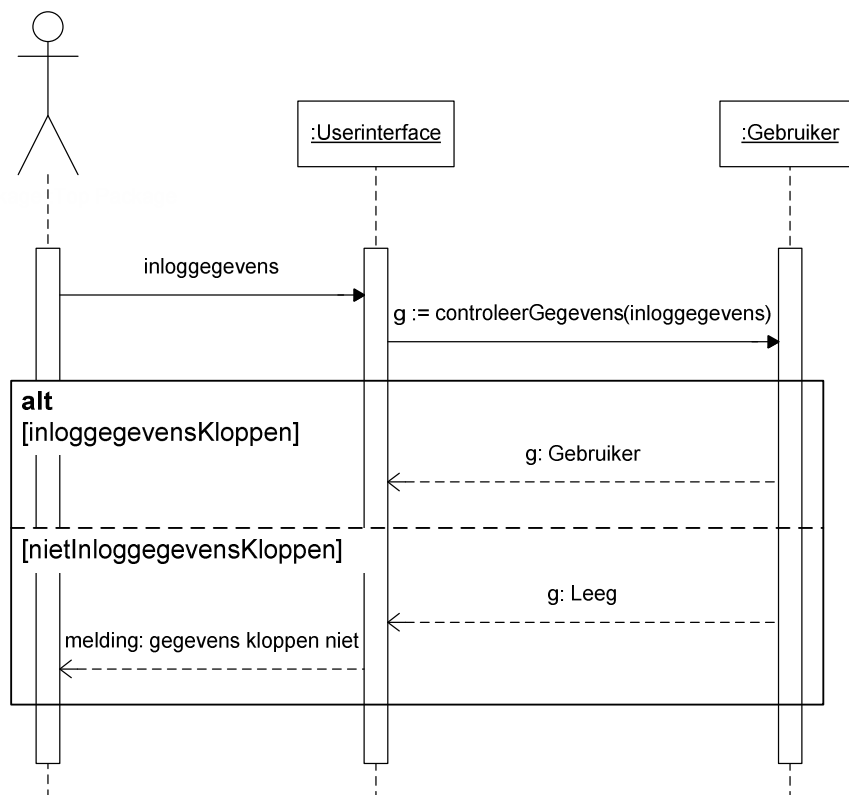 :Userinterface
:Gebruiker
inloggegevens
g := controleerGegevens(inloggegevens)
alt
[inloggegevensKloppen]
g: Gebruiker
[nietInloggegevensKloppen]
g: Leeg
melding: gegevens kloppen niet